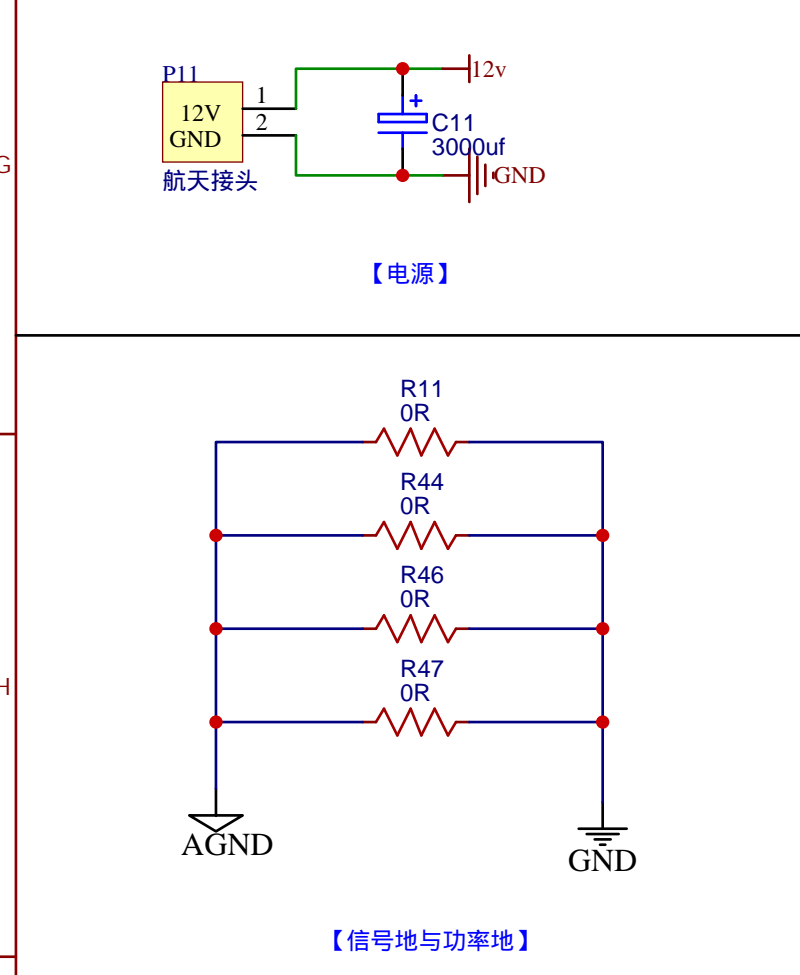 P11
1
12V
2
GND
航天接头
12v
C11
3000uf
GND
G
【电源】
R11
0R
R44
0R
R46
0R
R47
0R
H
AGND
GND
【信号地与功率地】